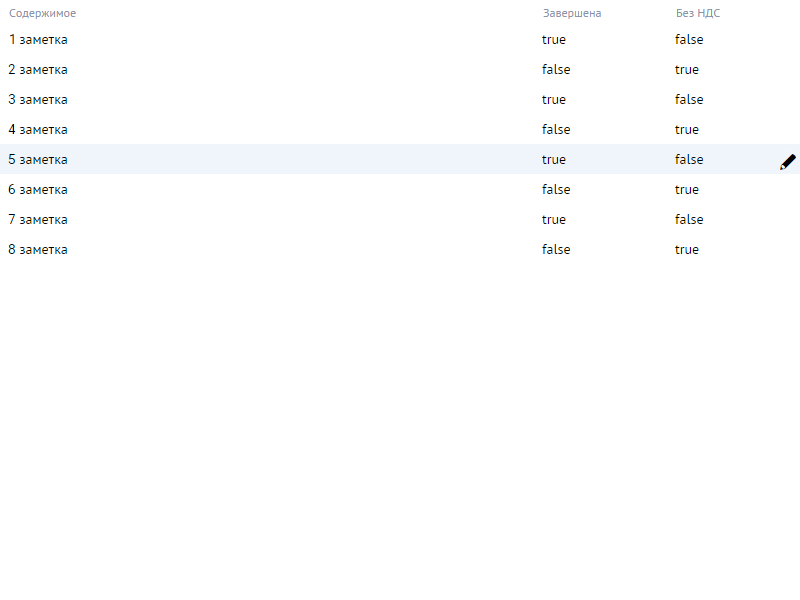 Содержимое Завершена Без НДС
1 заметка true false
2 заметка false true
3 заметка true false
4 заметка false true
5 заметка true false
6 заметка false true
7 заметка true false
8 заметка false true